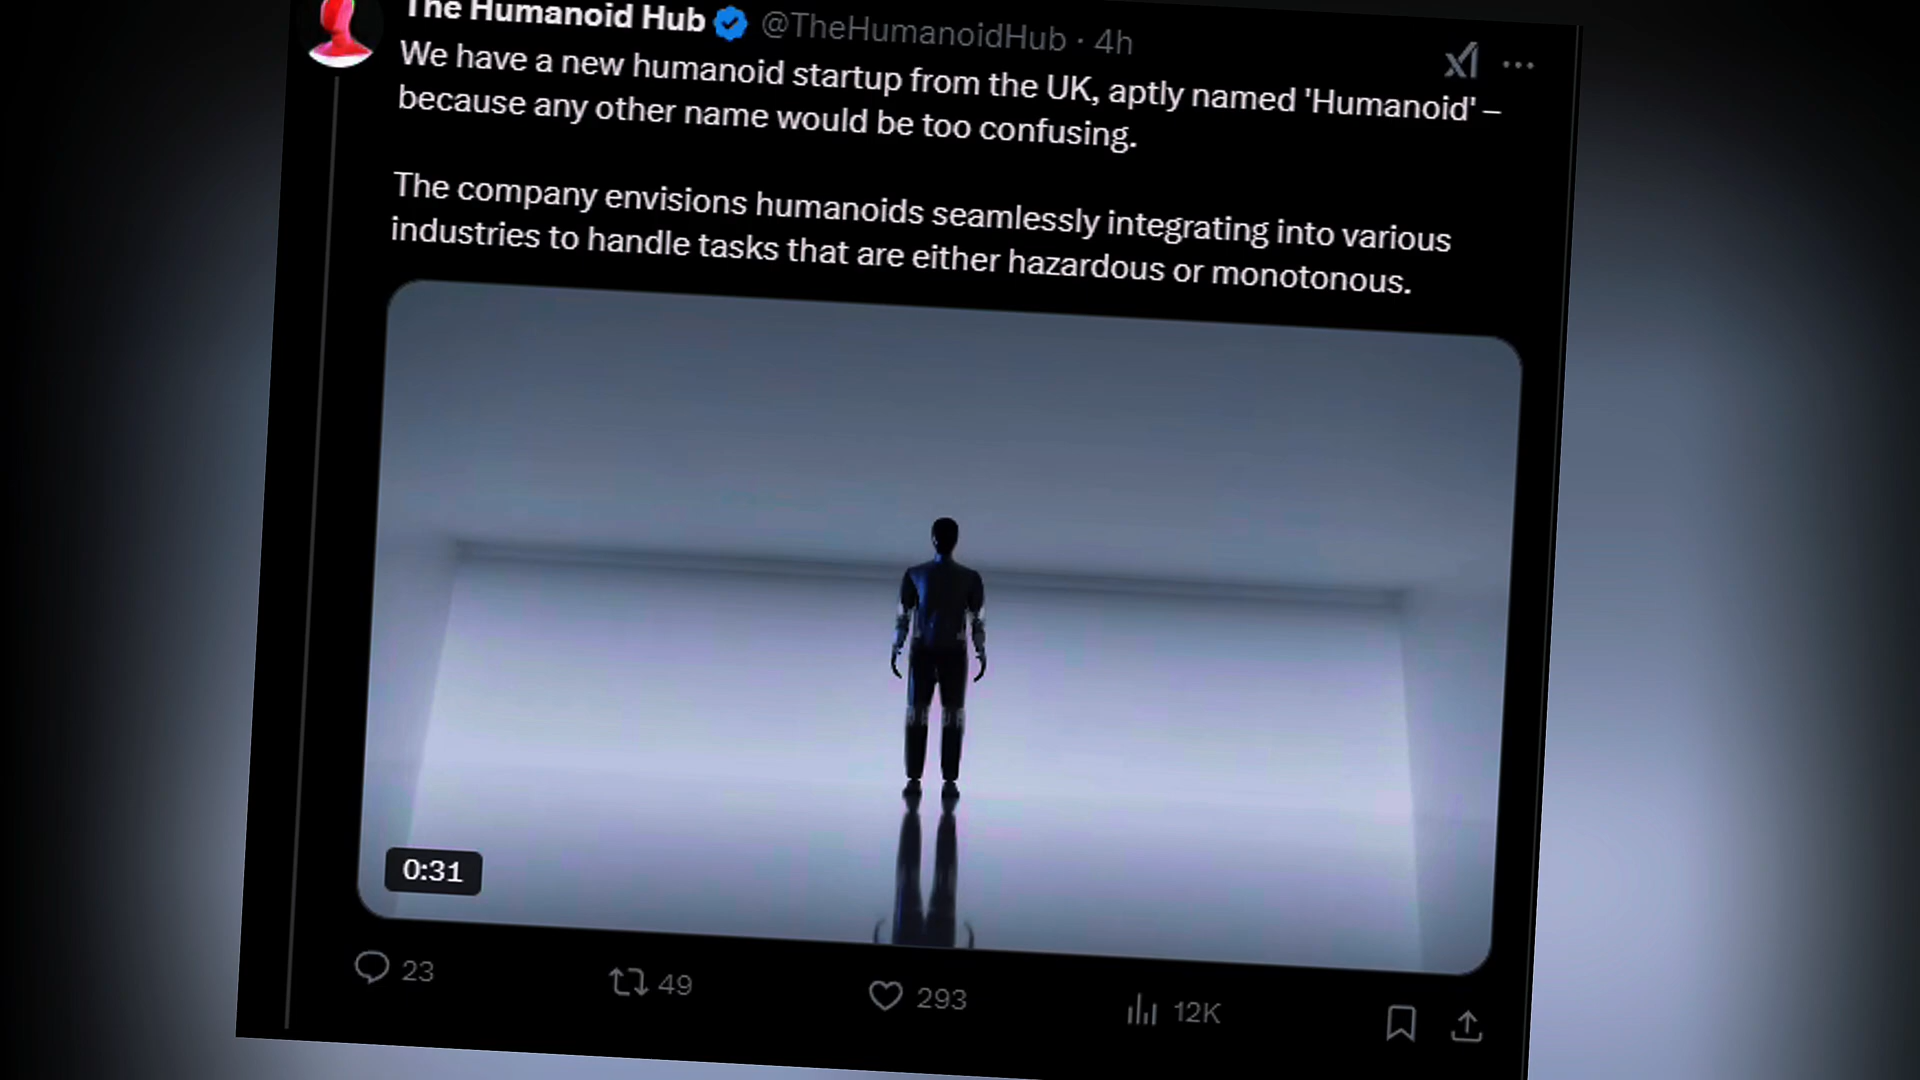 The Humanoid Hub @TheHumanoidHub · 4h
We have a new humanoid startup from the UK, aptly named 'Humanoid' –
because any other name would be too confusing.
The company envisions humanoids seamlessly integrating into various
industries to handle tasks that are either hazardous or monotonous.
0:31
23 49 293 12K